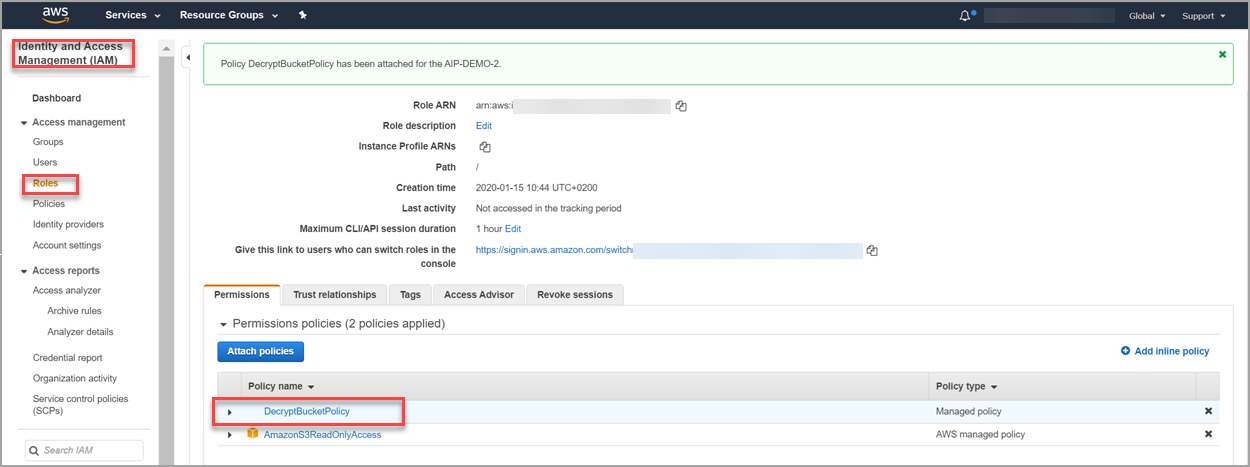 aws Services Resource Groups Global Support
Identity and Access
Management (IAM)
Dashboard
Access management
Groups
Users
Roles
Policies
Identity providers
Account settings
Access reports
Access analyzer
Archive rules
Analyzer details
Credential report
Organization activity
Service control policies
(SCPs)
Search IAM
Policy DecryptBucketPolicy has been attached for the AIP-DEMO-2.
Role ARN arn:aws:i
Role description Edit
Instance Profile ARNs
Path /
Creation time 2020-01-15 10:44 UTC+0200
Last activity Not accessed in the tracking period
Maximum CLI/API session duration 1 hour Edit
Give this link to users who can switch roles in the https://signin.aws.amazon.com/switch
console
Permissions Trust relationships Tags Access Advisor Revoke sessions
Permissions policies (2 policies applied)
Attach policies Add inline policy
Policy name Policy type
DecryptBucketPolicy Managed policy
AmazonS3ReadOnlyAccess AWS managed policy